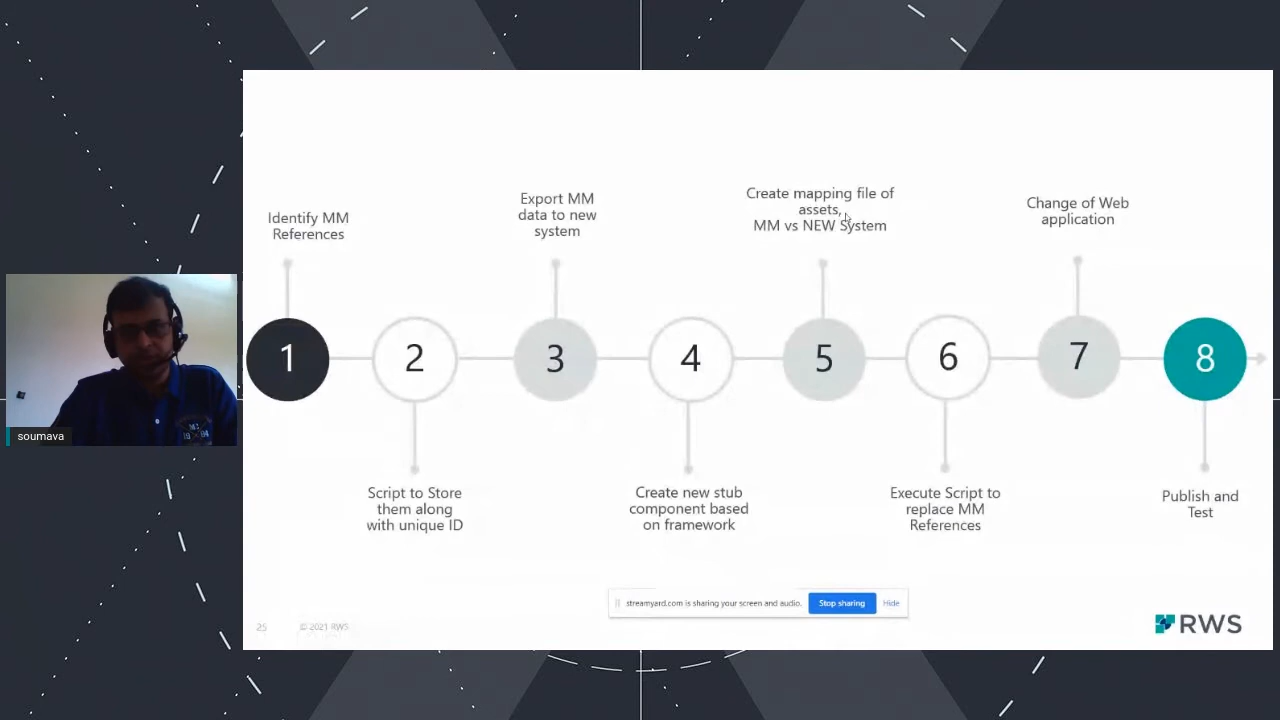 Identify MM
References
Export MM
data to new
system
Create mapping file of
assets,
MM vs NEW System
Change of Web
application
1
2
3
4
5
6
7
8
Script to Store
them along
with unique ID
Create new stub
component based
on framework
Execute Script to
replace MM
References
Publish and
Test
soumava
streamyard.com is sharing your screen and audio.
Stop sharing
Hide
25
© 2021 RWS
RWS